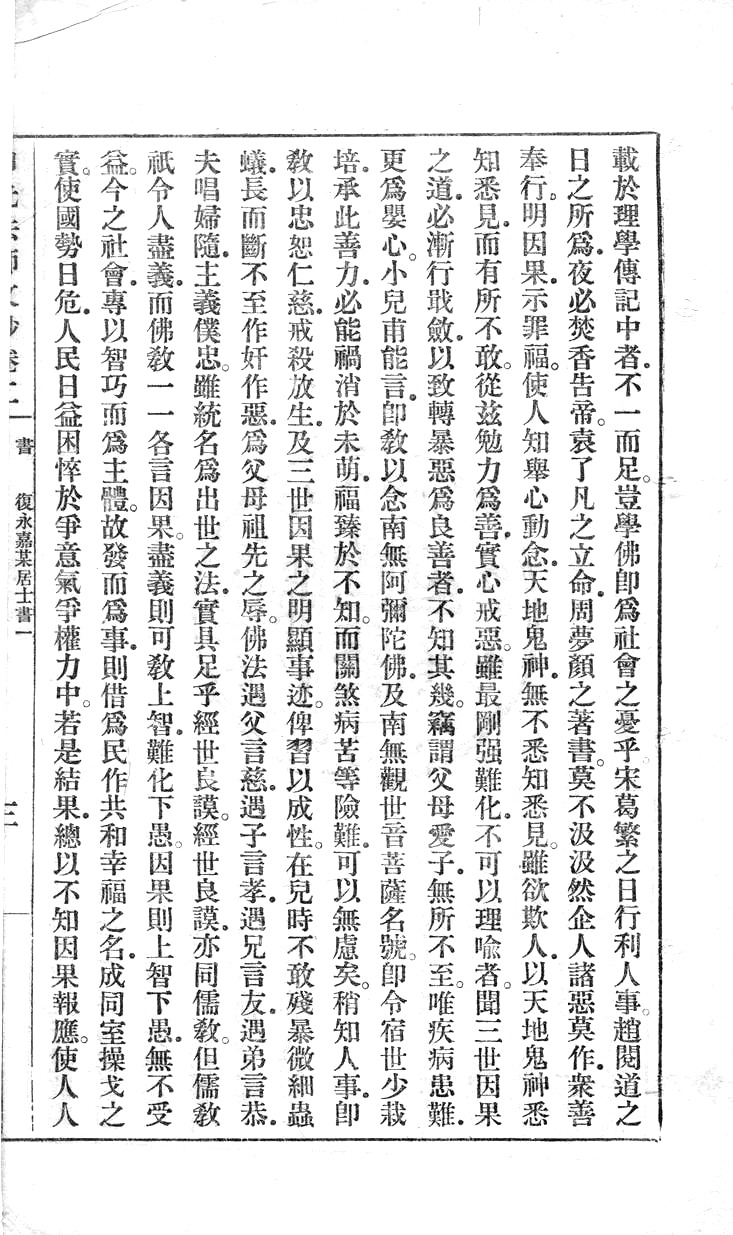 載於理學傳記中者不一而足。豈學佛卽爲社會之憂乎宋葛繁之日行利人事。趙閱道之
日之所爲夜必焚香告帝。袁了凡之立命周夢顏之著書。莫不汲汲然企人諸惡莫作衆善
奉行。明因果示罪福。使人知舉心動念天地鬼神無不悉知悉見。雖欲欺人以天地鬼神悉
知悉見而有所不敢。從茲勉力爲善實心戒惡。雖最剛强難化不可以理喩者。聞三世因果
之道必漸行戢斂以致轉暴惡爲良善者不知其幾。竊謂父母愛子無所不至。唯疾病患難
更爲嬰心。小兒甫能言卽敎以念南無阿彌陀佛及南無觀世音菩薩名號。卽令宿世少栽
培承此善力必能禍消於未萌福臻於不知。而關煞病苦等險難可以無慮矣。稍知人事卽
敎以忠恕仁慈戒殺放生及三世因果之明顯事迹。俾習以成性。在兒時不敢殘暴微細蟲
蟻長而斷不至作奸作惡爲父母祖先之辱。佛法遇父言慈遇子言孝遇兄言友遇弟言恭
夫唱婦隨主義僕忠。雖統名爲出世之法實具足乎經世良謨。經世良謨亦同儒敎。但儒敎
祇令人盡義而佛敎一一各言因果。盡義則可敎上智難化下愚。因果則上智下愚無不受
益。今之社會專以智巧而爲主體。故發而爲事則借爲民作共和幸福之名成同室操戈之
實。使國勢日危人民日益困悴於爭意氣爭權力中。若是結果總以不知因果報應。使人人
書 復永嘉某居士書一 三